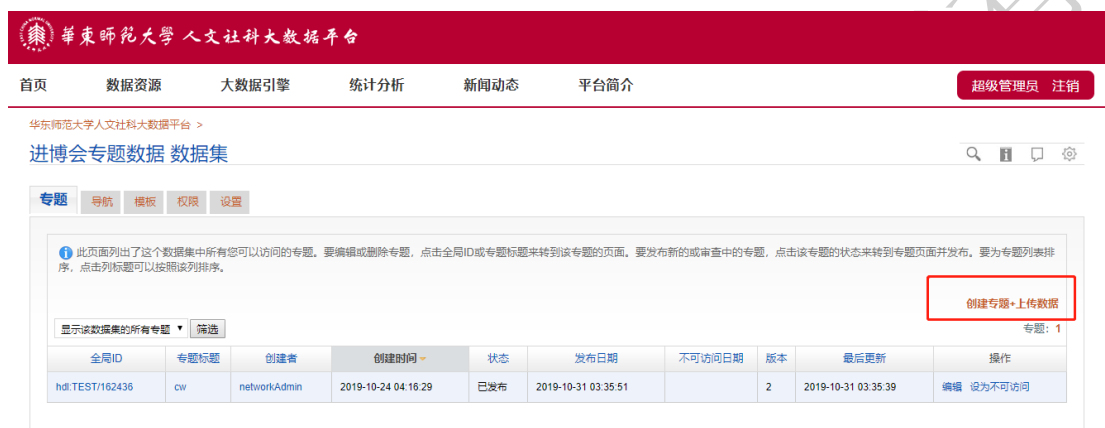 華東師范大學 人文社科大数据平台
首页 数据资源 大数据引擎 统计分析 新闻动态 平台简介 超级管理员 注销
华东师范大学人文社科大数据平台 >
进博会专题数据 数据集
专题 导航 模板 权限 设置
此页面列出了这个数据集中所有您可以访问的专题。要编辑或删除专题，点击全局ID或专题标题来转到该专题的页面。要发布新的或审查中的专题，点击该专题的状态来转到专题页面并发布。要为专题列表排
序，点击列标题可以按照该列排序。
创建专题+上传数据
显示该数据集的所有专题 筛选 专题: 1
全局ID 专题标题 创建者 创建时间 状态 发布日期 不可访问日期 版本 最后更新 操作
hdl:TEST/162436 cw networkAdmin 2019-10-24 04:16:29 已发布 2019-10-31 03:35:51 2 2019-10-31 03:35:39 编辑 设为不可访问